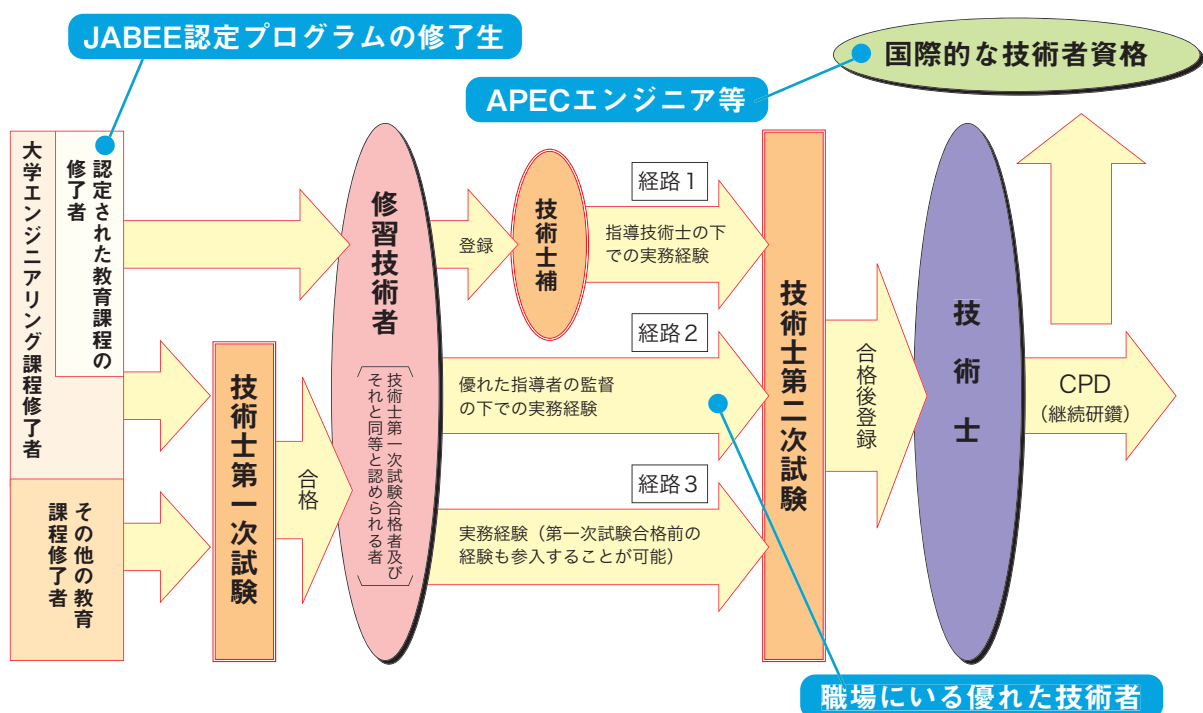 JABEE認定プログラムの修了生
国際的な技術者資格
APECエンジニア等
大学エンジニアリング課程修了者
認定された教育課程の
修了者
その他の教育
課程修了者
技術士第一次試験
合格
修習技術者
技術士第一次試験合格者及び
それと同等と認められる者
登録
技術士補
経路1
指導技術士の下
での実務経験
経路2
優れた指導者の監督
の下での実務経験
経路3
実務経験（第一次試験合格前の
経験も参入することが可能）
技術士第二次試験
合格後登録
技術士
CPD
（継続研鑽）
職場にいる優れた技術者